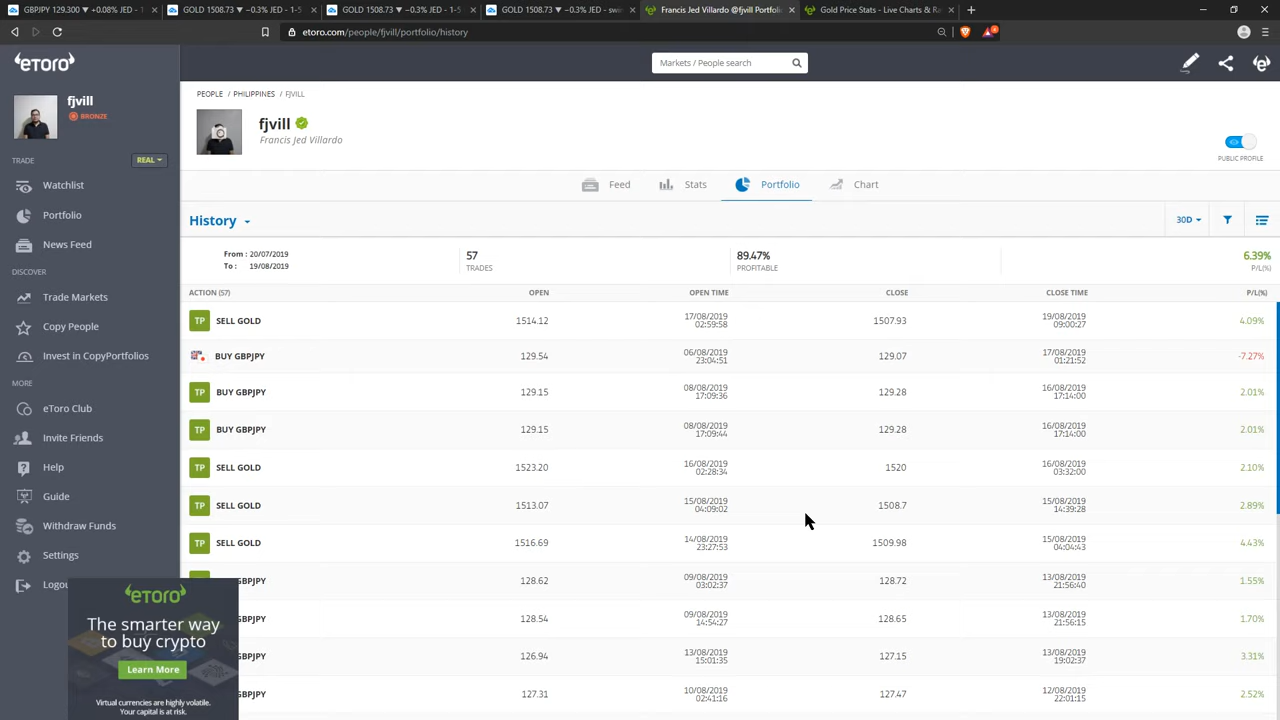 GBPJPY 129.300 ▼ +0.08% JED - 1-
GOLD 1508.73 ▼ −0.3% JED - 1-5
GOLD 1508.73 ▼ −0.3% JED - 1-5
GOLD 1508.73 ▼ −0.3% JED - swi
Francis Jed Villardo @fjvill Portfoli
Gold Price Stats - Live Charts & Ra
etoro.com/people/fjvill/portfolio/history
eToro
Markets / People search
fjvill
BRONZE
TRADE
REAL
Watchlist
Portfolio
News Feed
DISCOVER
Trade Markets
Copy People
Invest in CopyPortfolios
MORE
eToro Club
Invite Friends
Help
Guide
Withdraw Funds
Settings
Logou
PEOPLE / PHILIPPINES / FJVILL
fjvill
Francis Jed Villardo
PUBLIC PROFILE
Feed
Stats
Portfolio
Chart
History
30D
From : 20/07/2019
To : 19/08/2019
57
TRADES
89.47%
PROFITABLE
6.39%
P/L(%)
ACTION (57) OPEN OPEN TIME CLOSE CLOSE TIME P/L(%)
TP SELL GOLD 1514.12 17/08/2019 02:59:58 1507.93 19/08/2019 09:00:27 4.09%
BUY GBPJPY 129.54 06/08/2019 23:04:51 129.07 17/08/2019 01:21:52 -7.27%
TP BUY GBPJPY 129.15 08/08/2019 17:09:36 129.28 16/08/2019 17:14:00 2.01%
TP BUY GBPJPY 129.15 08/08/2019 17:09:44 129.28 16/08/2019 17:14:00 2.01%
TP SELL GOLD 1523.20 16/08/2019 02:28:34 1520 16/08/2019 03:32:00 2.10%
TP SELL GOLD 1513.07 15/08/2019 04:09:02 1508.7 15/08/2019 14:39:28 2.89%
TP SELL GOLD 1516.69 14/08/2019 23:27:53 1509.98 15/08/2019 04:04:43 4.43%
GBPJPY 128.62 09/08/2019 03:02:37 128.72 13/08/2019 21:56:40 1.55%
GBPJPY 128.54 09/08/2019 14:54:27 128.65 13/08/2019 21:56:15 1.70%
GBPJPY 126.94 13/08/2019 15:01:35 127.15 13/08/2019 19:02:37 3.31%
GBPJPY 127.31 10/08/2019 02:41:16 127.47 12/08/2019 22:01:15 2.52%
eToro
The smarter way
to buy crypto
Learn More
Virtual currencies are highly volatile.
Your capital is at risk.